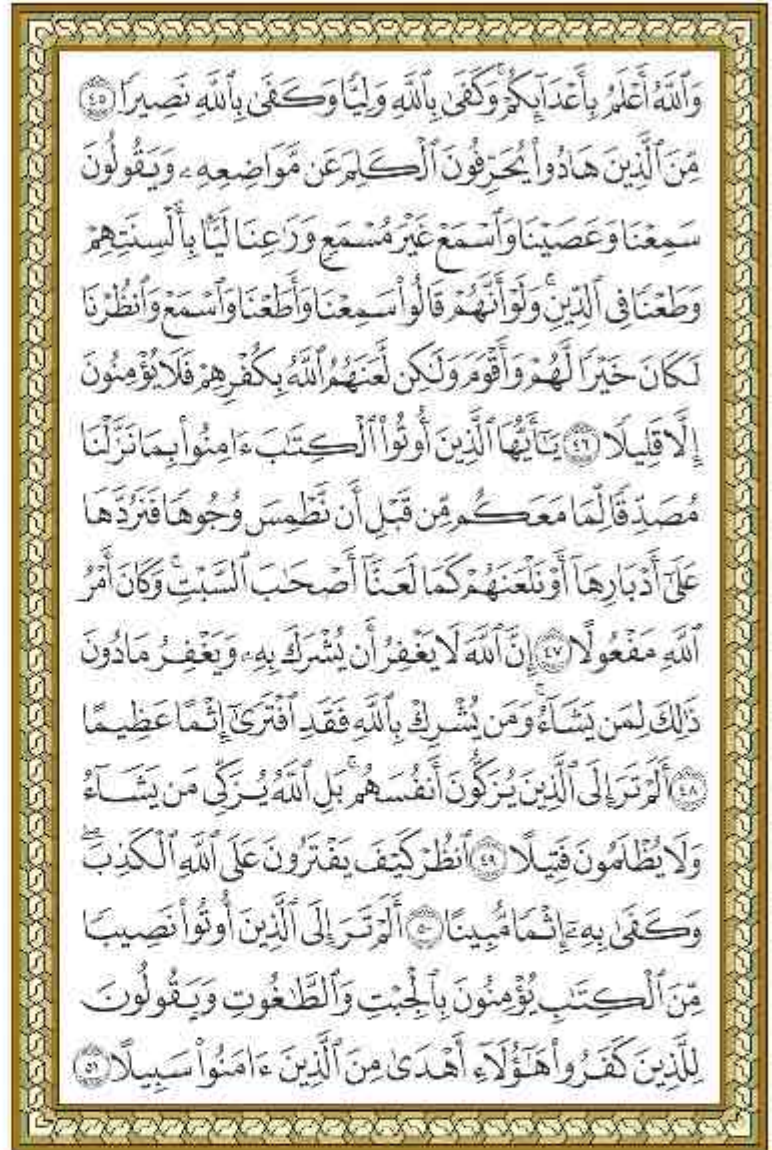 وَٱللَّهُ أَعْلَمُ بِأَعْدَآئِكُمْ ۚ وَكَفَىٰ بِٱللَّهِ وَلِيًّا وَكَفَىٰ بِٱللَّهِ نَصِيرًا ٤٥
مِّنَ ٱلَّذِينَ هَادُوا۟ يُحَرِّفُونَ ٱلْكَلِمَ عَن مَّوَاضِعِهِۦ وَيَقُولُونَ
سَمِعْنَا وَعَصَيْنَا وَٱسْمَعْ غَيْرَ مُسْمَعٍ وَرَٰعِنَا لَيًّۢا بِأَلْسِنَتِهِمْ
وَطَعْنًا فِى ٱلدِّينِ ۚ وَلَوْ أَنَّهُمْ قَالُوا۟ سَمِعْنَا وَأَطَعْنَا وَٱسْمَعْ وَٱنظُرْنَا
لَكَانَ خَيْرًا لَّهُمْ وَأَقْوَمَ وَلَٰكِن لَّعَنَهُمُ ٱللَّهُ بِكُفْرِهِمْ فَلَا يُؤْمِنُونَ
إِلَّا قَلِيلًا ٤٦ يَٰٓأَيُّهَا ٱلَّذِينَ أُوتُوا۟ ٱلْكِتَٰبَ ءَامِنُوا۟ بِمَا نَزَّلْنَا
مُصَدِّقًا لِّمَا مَعَكُم مِّن قَبْلِ أَن نَّطْمِسَ وُجُوهًا فَنَرُدَّهَا
عَلَىٰٓ أَدْبَارِهَآ أَوْ نَلْعَنَهُمْ كَمَا لَعَنَّآ أَصْحَٰبَ ٱلسَّبْتِ ۚ وَكَانَ أَمْرُ
ٱللَّهِ مَفْعُولًا ٤٧ إِنَّ ٱللَّهَ لَا يَغْفِرُ أَن يُشْرَكَ بِهِۦ وَيَغْفِرُ مَا دُونَ
ذَٰلِكَ لِمَن يَشَآءُ ۚ وَمَن يُشْرِكْ بِٱللَّهِ فَقَدِ ٱفْتَرَىٰٓ إِثْمًا عَظِيمًا
٤٨ أَلَمْ تَرَ إِلَى ٱلَّذِينَ يُزَكُّونَ أَنفُسَهُم ۚ بَلِ ٱللَّهُ يُزَكِّى مَن يَشَآءُ
وَلَا يُظْلَمُونَ فَتِيلًا ٤٩ ٱنظُرْ كَيْفَ يَفْتَرُونَ عَلَى ٱللَّهِ ٱلْكَذِبَ ۖ
وَكَفَىٰ بِهِۦٓ إِثْمًا مُّبِينًا ٥٠ أَلَمْ تَرَ إِلَى ٱلَّذِينَ أُوتُوا۟ نَصِيبًا
مِّنَ ٱلْكِتَٰبِ يُؤْمِنُونَ بِٱلْجِبْتِ وَٱلطَّٰغُوتِ وَيَقُولُونَ
لِلَّذِينَ كَفَرُوا۟ هَٰٓؤُلَآءِ أَهْدَىٰ مِنَ ٱلَّذِينَ ءَامَنُوا۟ سَبِيلًا ٥١